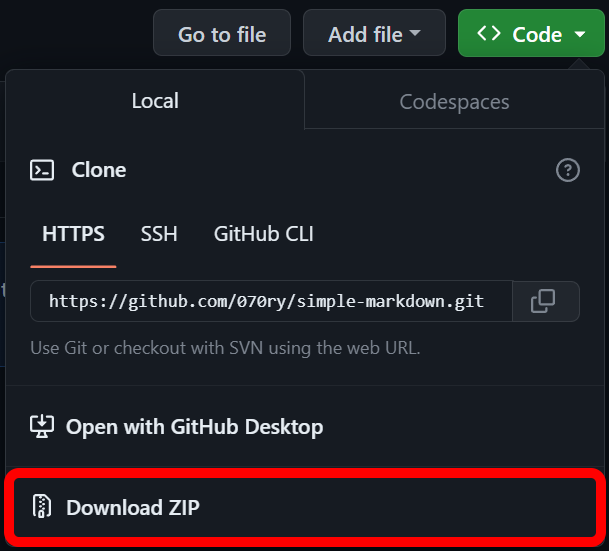 Go to file
Add file
Code
Local
Codespaces
Clone
HTTPS
SSH
GitHub CLI
https://github.com/070ry/simple-markdown.git
Use Git or checkout with SVN using the web URL.
Open with GitHub Desktop
Download ZIP